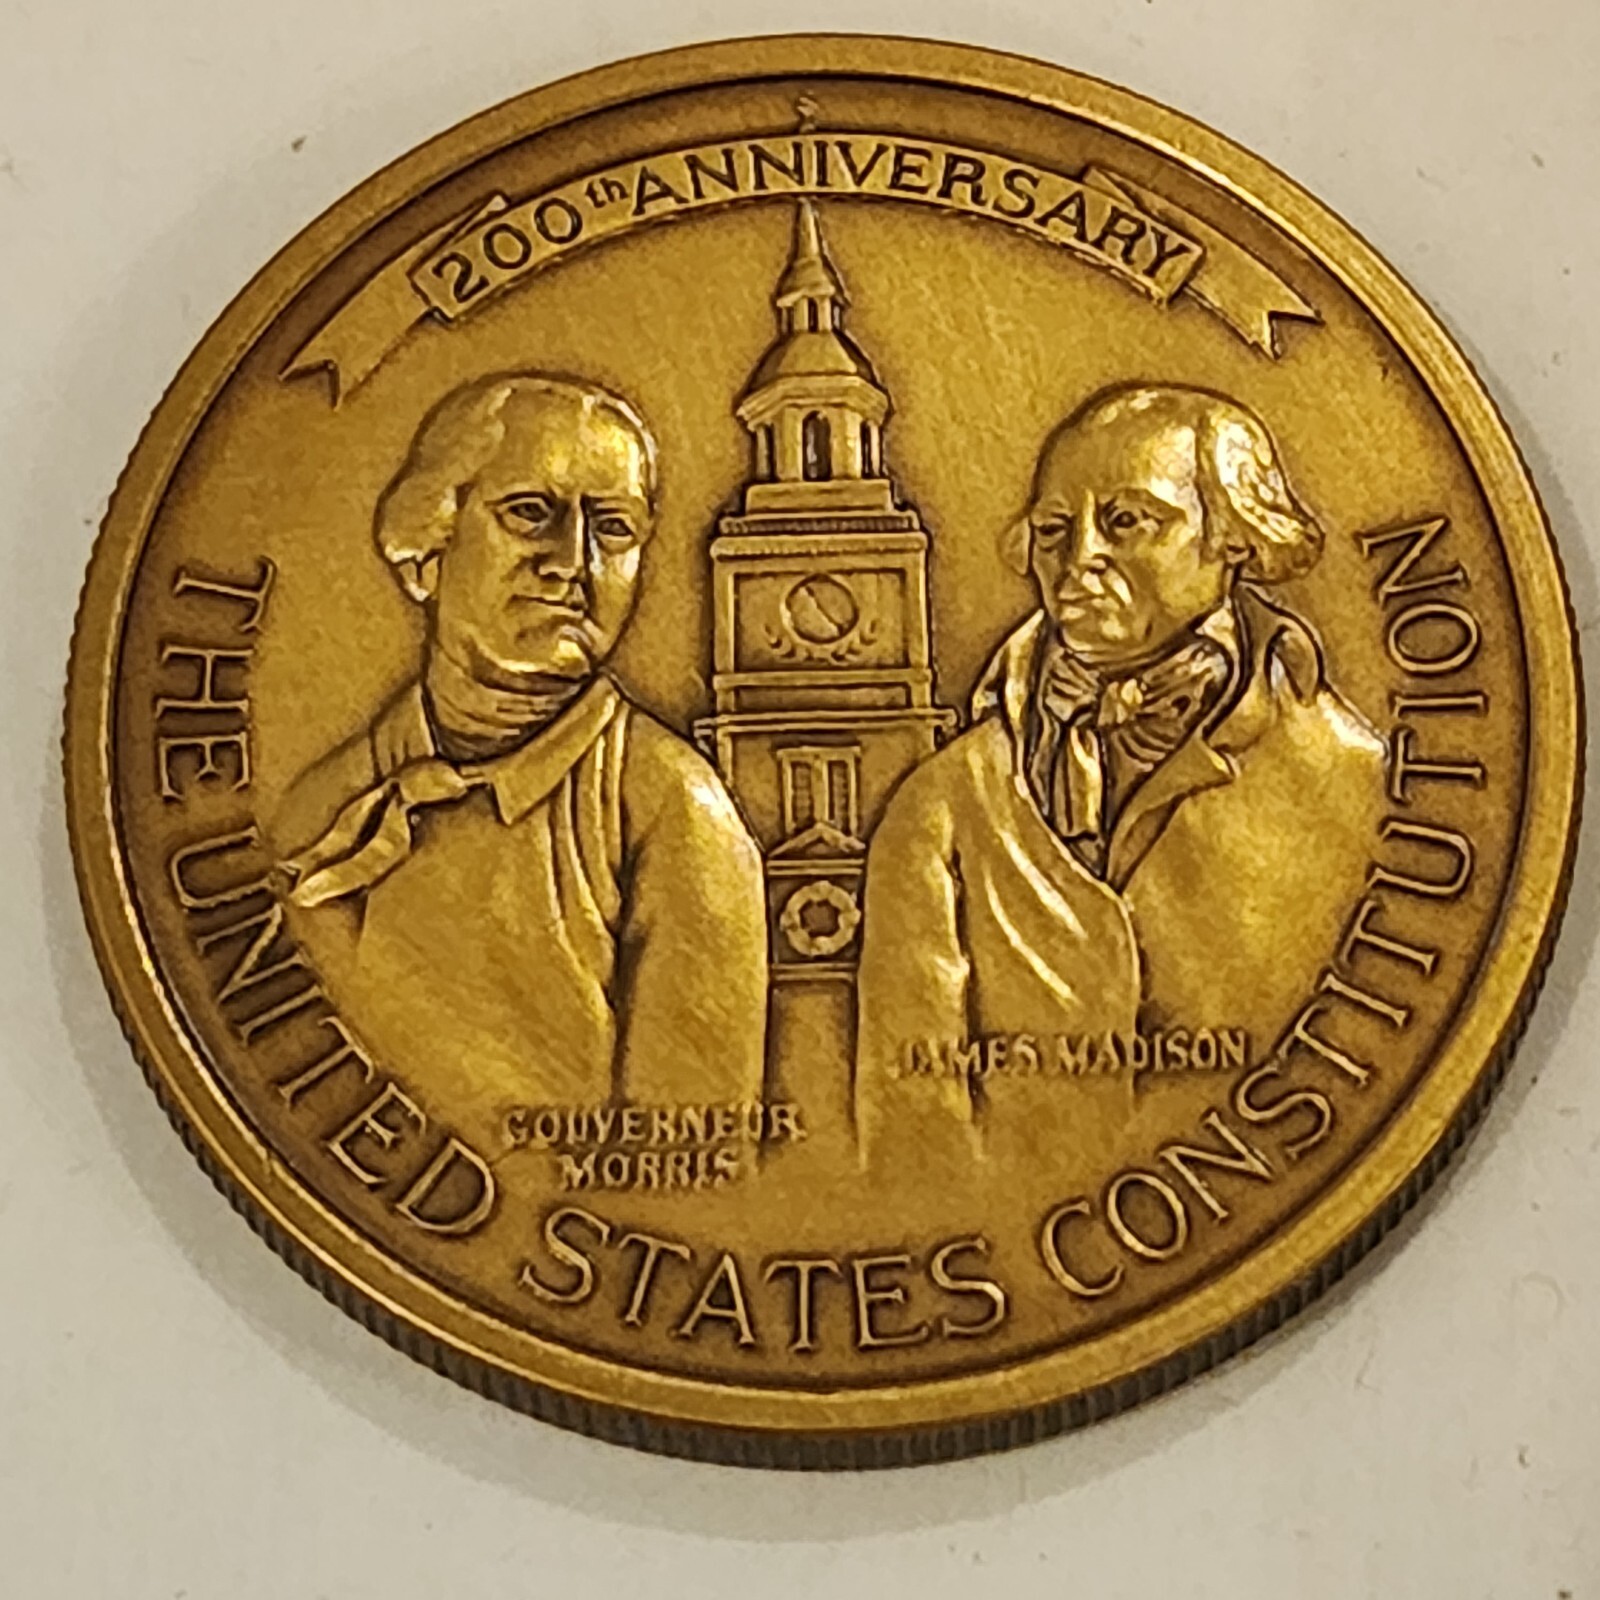 200th ANNIVERSARY
JAMES MADISON
GOUVERNEUR
MORRIS
THE UNITED STATES CONSTITUTION